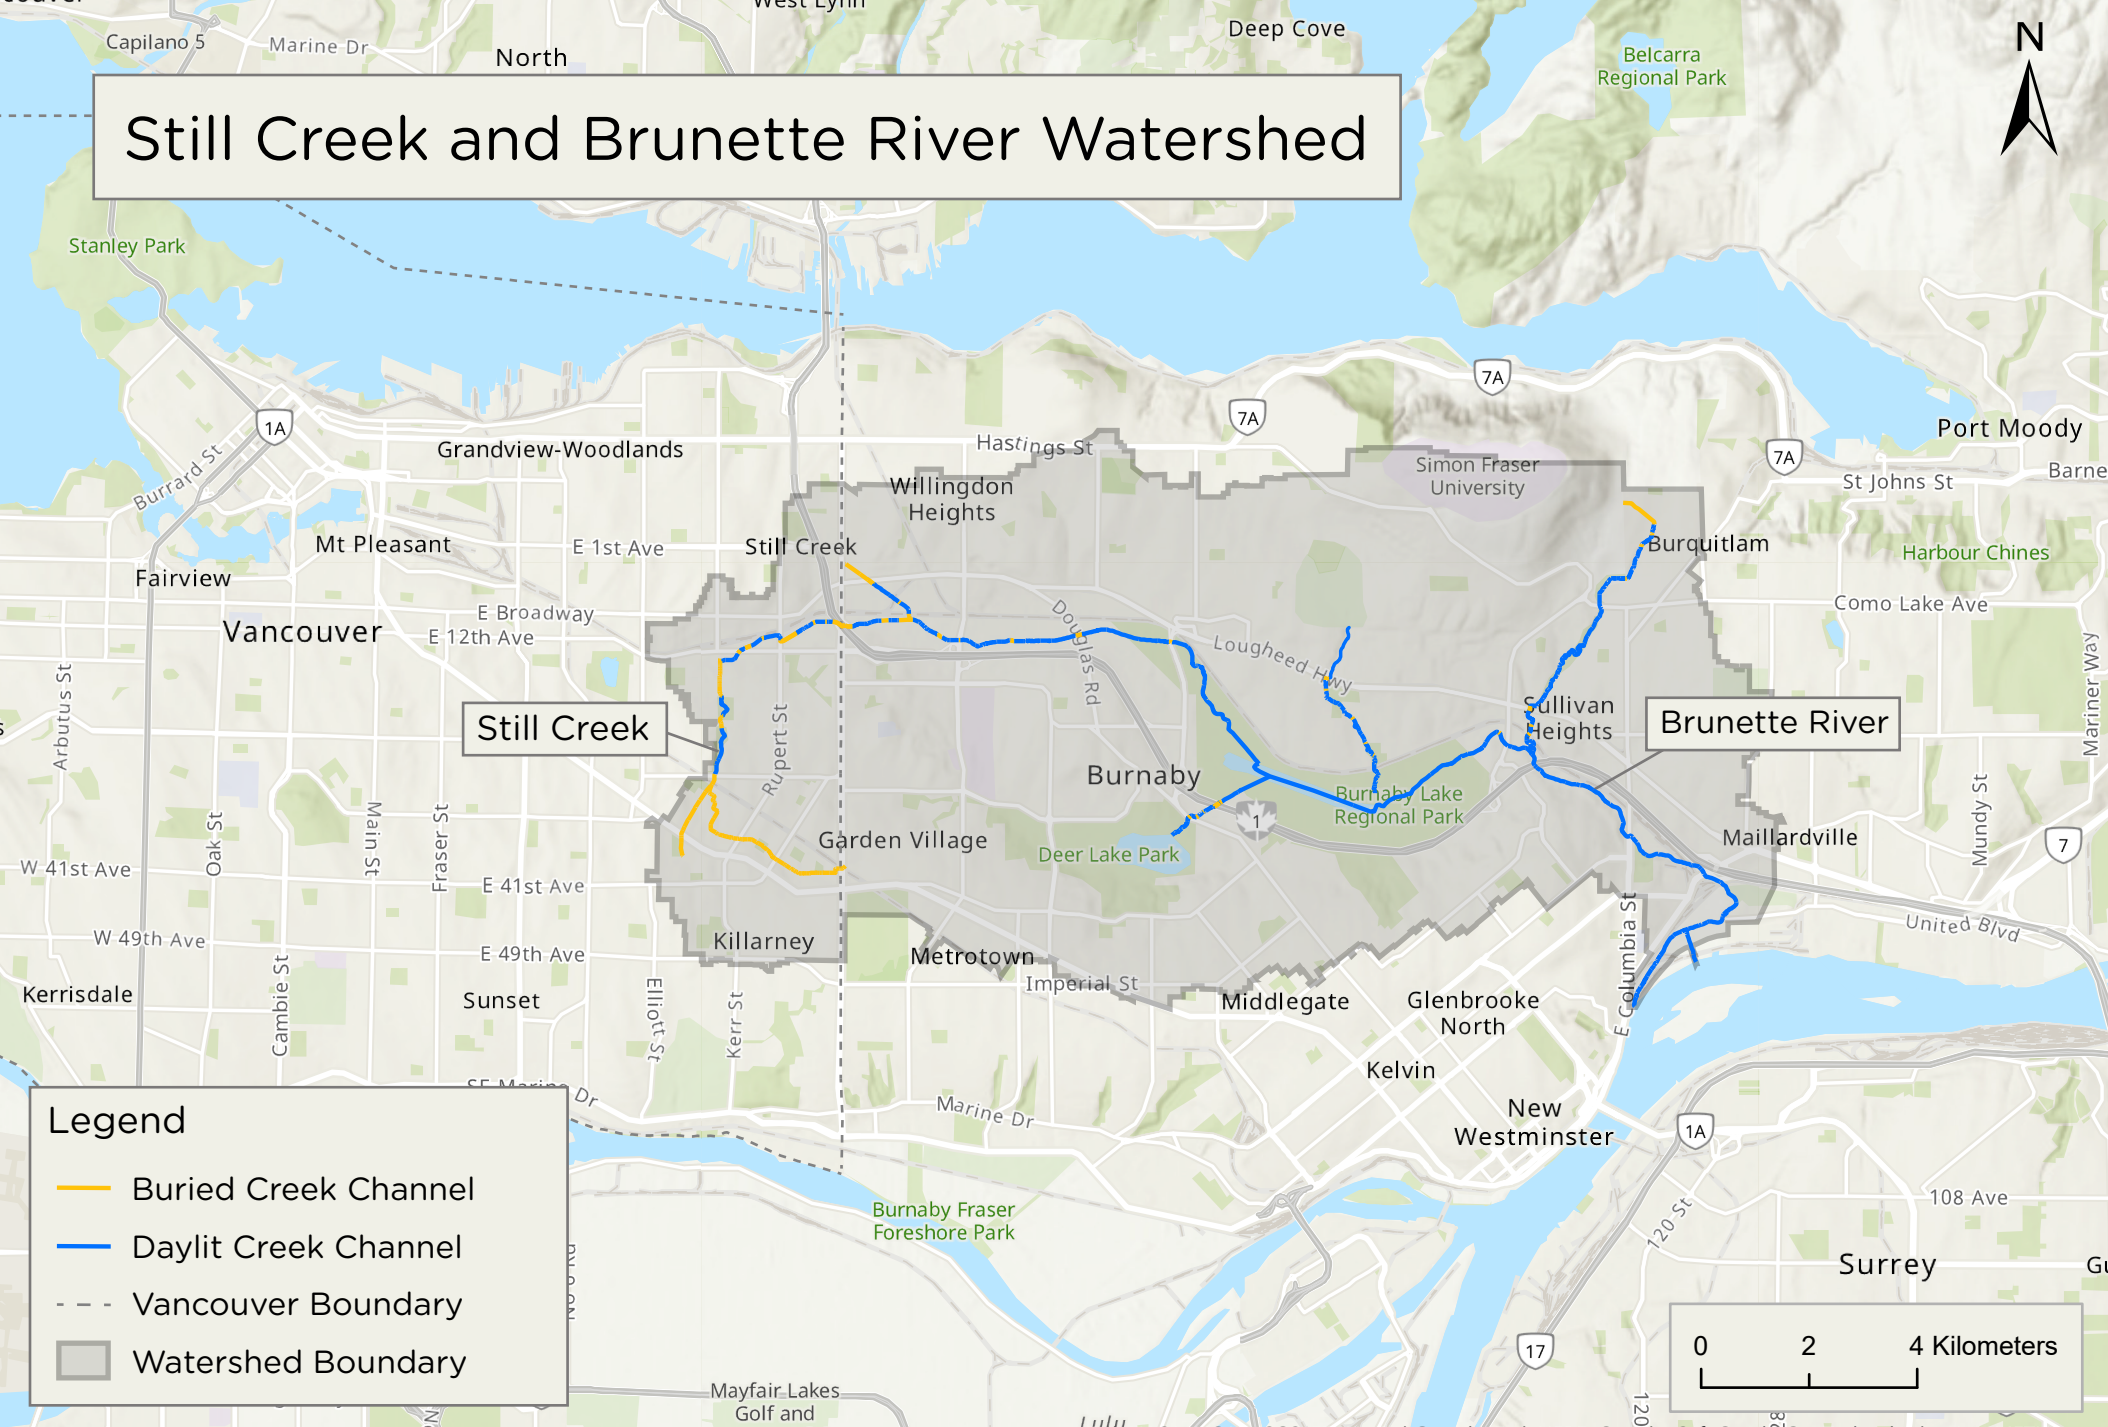 West Lynn
Capilano 5
Marine Dr
North
Deep Cove
Belcarra
Regional Park
N
Still Creek and Brunette River Watershed
Stanley Park
7A
7A
7A
1A
Port Moody
Grandview-Woodlands
Hastings St
Burrard St
Willingdon
Heights
Simon Fraser
University
St Johns St
Barne
Mt Pleasant
E 1st Ave
Still Creek
Burquitlam
Harbour Chines
Fairview
E Broadway
E 12th Ave
Vancouver
Como Lake Ave
Douglas Rd
Lougheed Hwy
Mariner Way
Arbutus St
Still Creek
Rupert St
Sullivan
Heights
Brunette River
Burnaby
Burnaby Lake
Regional Park
1
Oak St
Main St
Fraser St
Garden Village
Deer Lake Park
Maillardville
Mundy St
7
W 41st Ave
E 41st Ave
W 49th Ave
E 49th Ave
Killarney
Metrotown
Imperial St
E Columbia St
United Blvd
Kerrisdale
Cambie St
Sunset
Elliott St
Kerr St
Middlegate
Glenbrooke
North
Kelvin
SE Marine Dr
Marine Dr
New
Westminster
1A
Legend
Buried Creek Channel
Daylit Creek Channel
Vancouver Boundary
Watershed Boundary
Burnaby Fraser
Foreshore Park
108 Ave
120 St
Surrey
17
0 2 4 Kilometers
Mayfair Lakes
Golf and
Lulu